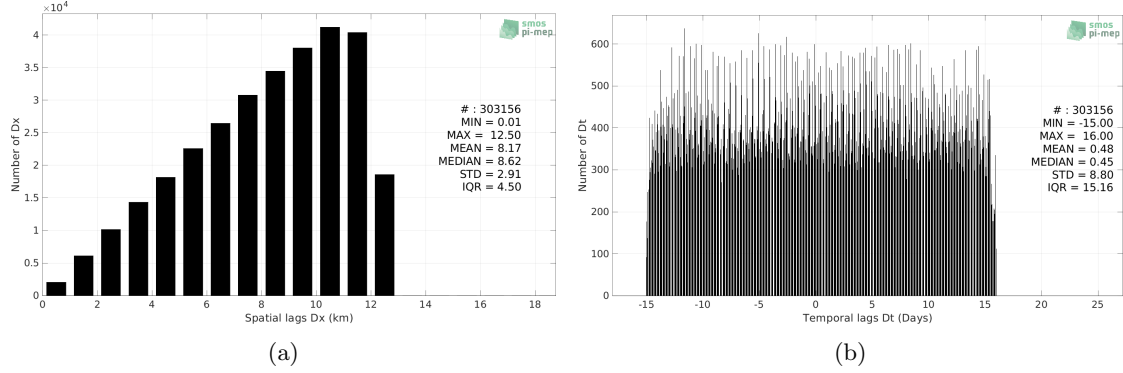 ×10⁴
4
3.5
3
2.5
2
1.5
1
0.5
0
Number of Dx
0 2 4 6 8 10 12 14 16 18
Spatial lags Dx (km)
smos
pi-mep
# : 303156
MIN = 0.01
MAX = 12.50
MEAN = 8.17
MEDIAN = 8.62
STD = 2.91
IQR = 4.50
(a)
600
500
400
300
200
100
0
Number of Dt
-15 -10 -5 0 5 10 15 20 25
Temporal lags Dt (Days)
smos
pi-mep
# : 303156
MIN = -15.00
MAX = 16.00
MEAN = 0.48
MEDIAN = 0.45
STD = 8.80
IQR = 15.16
(b)